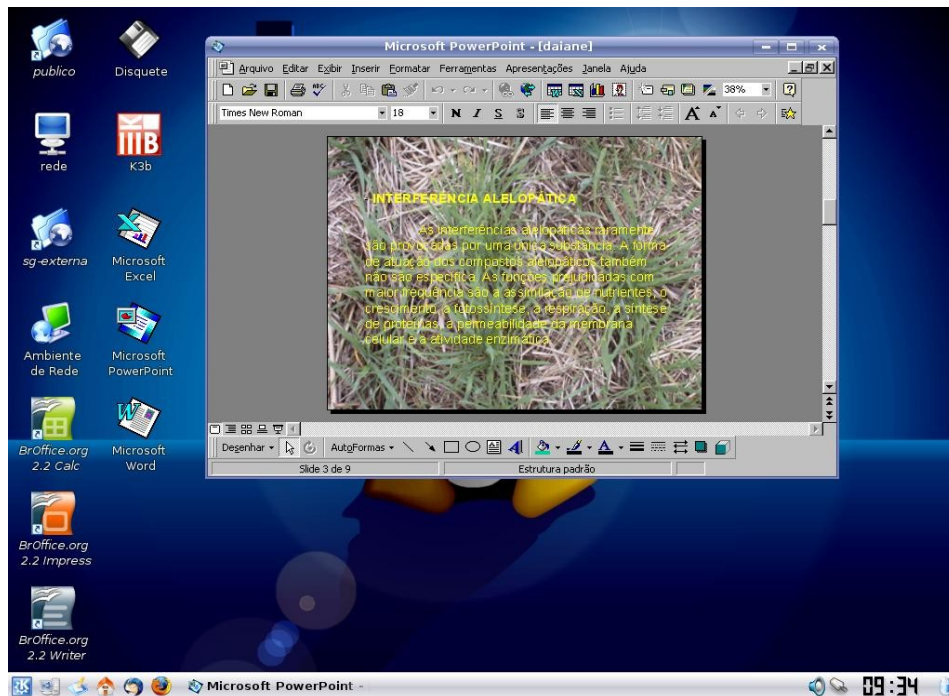 publico
Disquete
rede
K3b
sg-externa
Microsoft
Excel
Ambiente
de Rede
Microsoft
PowerPoint
BrOffice.org
2.2 Calc
Microsoft
Word
BrOffice.org
2.2 Impress
BrOffice.org
2.2 Writer
Microsoft PowerPoint - [daiane]
Arquivo Editar Exibir Inserir Formatar Ferramentas Apresentações Janela Ajuda
38%
Times New Roman 18 N I S S A A
INTERFERÊNCIA ALELOPÁTICA
As interferências alelopáticas raramente
são provocadas por uma única substância. A forma
de atuação dos compostos alelopáticos também
não são específica. As funções prejudicadas com
maior frequência são a assimilação de nutrientes, o
crescimento, a fotossíntese, a respiração, a síntese
de proteínas, a permeabilidade da membrana
celular e a atividade enzimática.
Desenhar AutoFormas
Slide 3 de 9 Estrutura padrão
Microsoft PowerPoint -
09:34